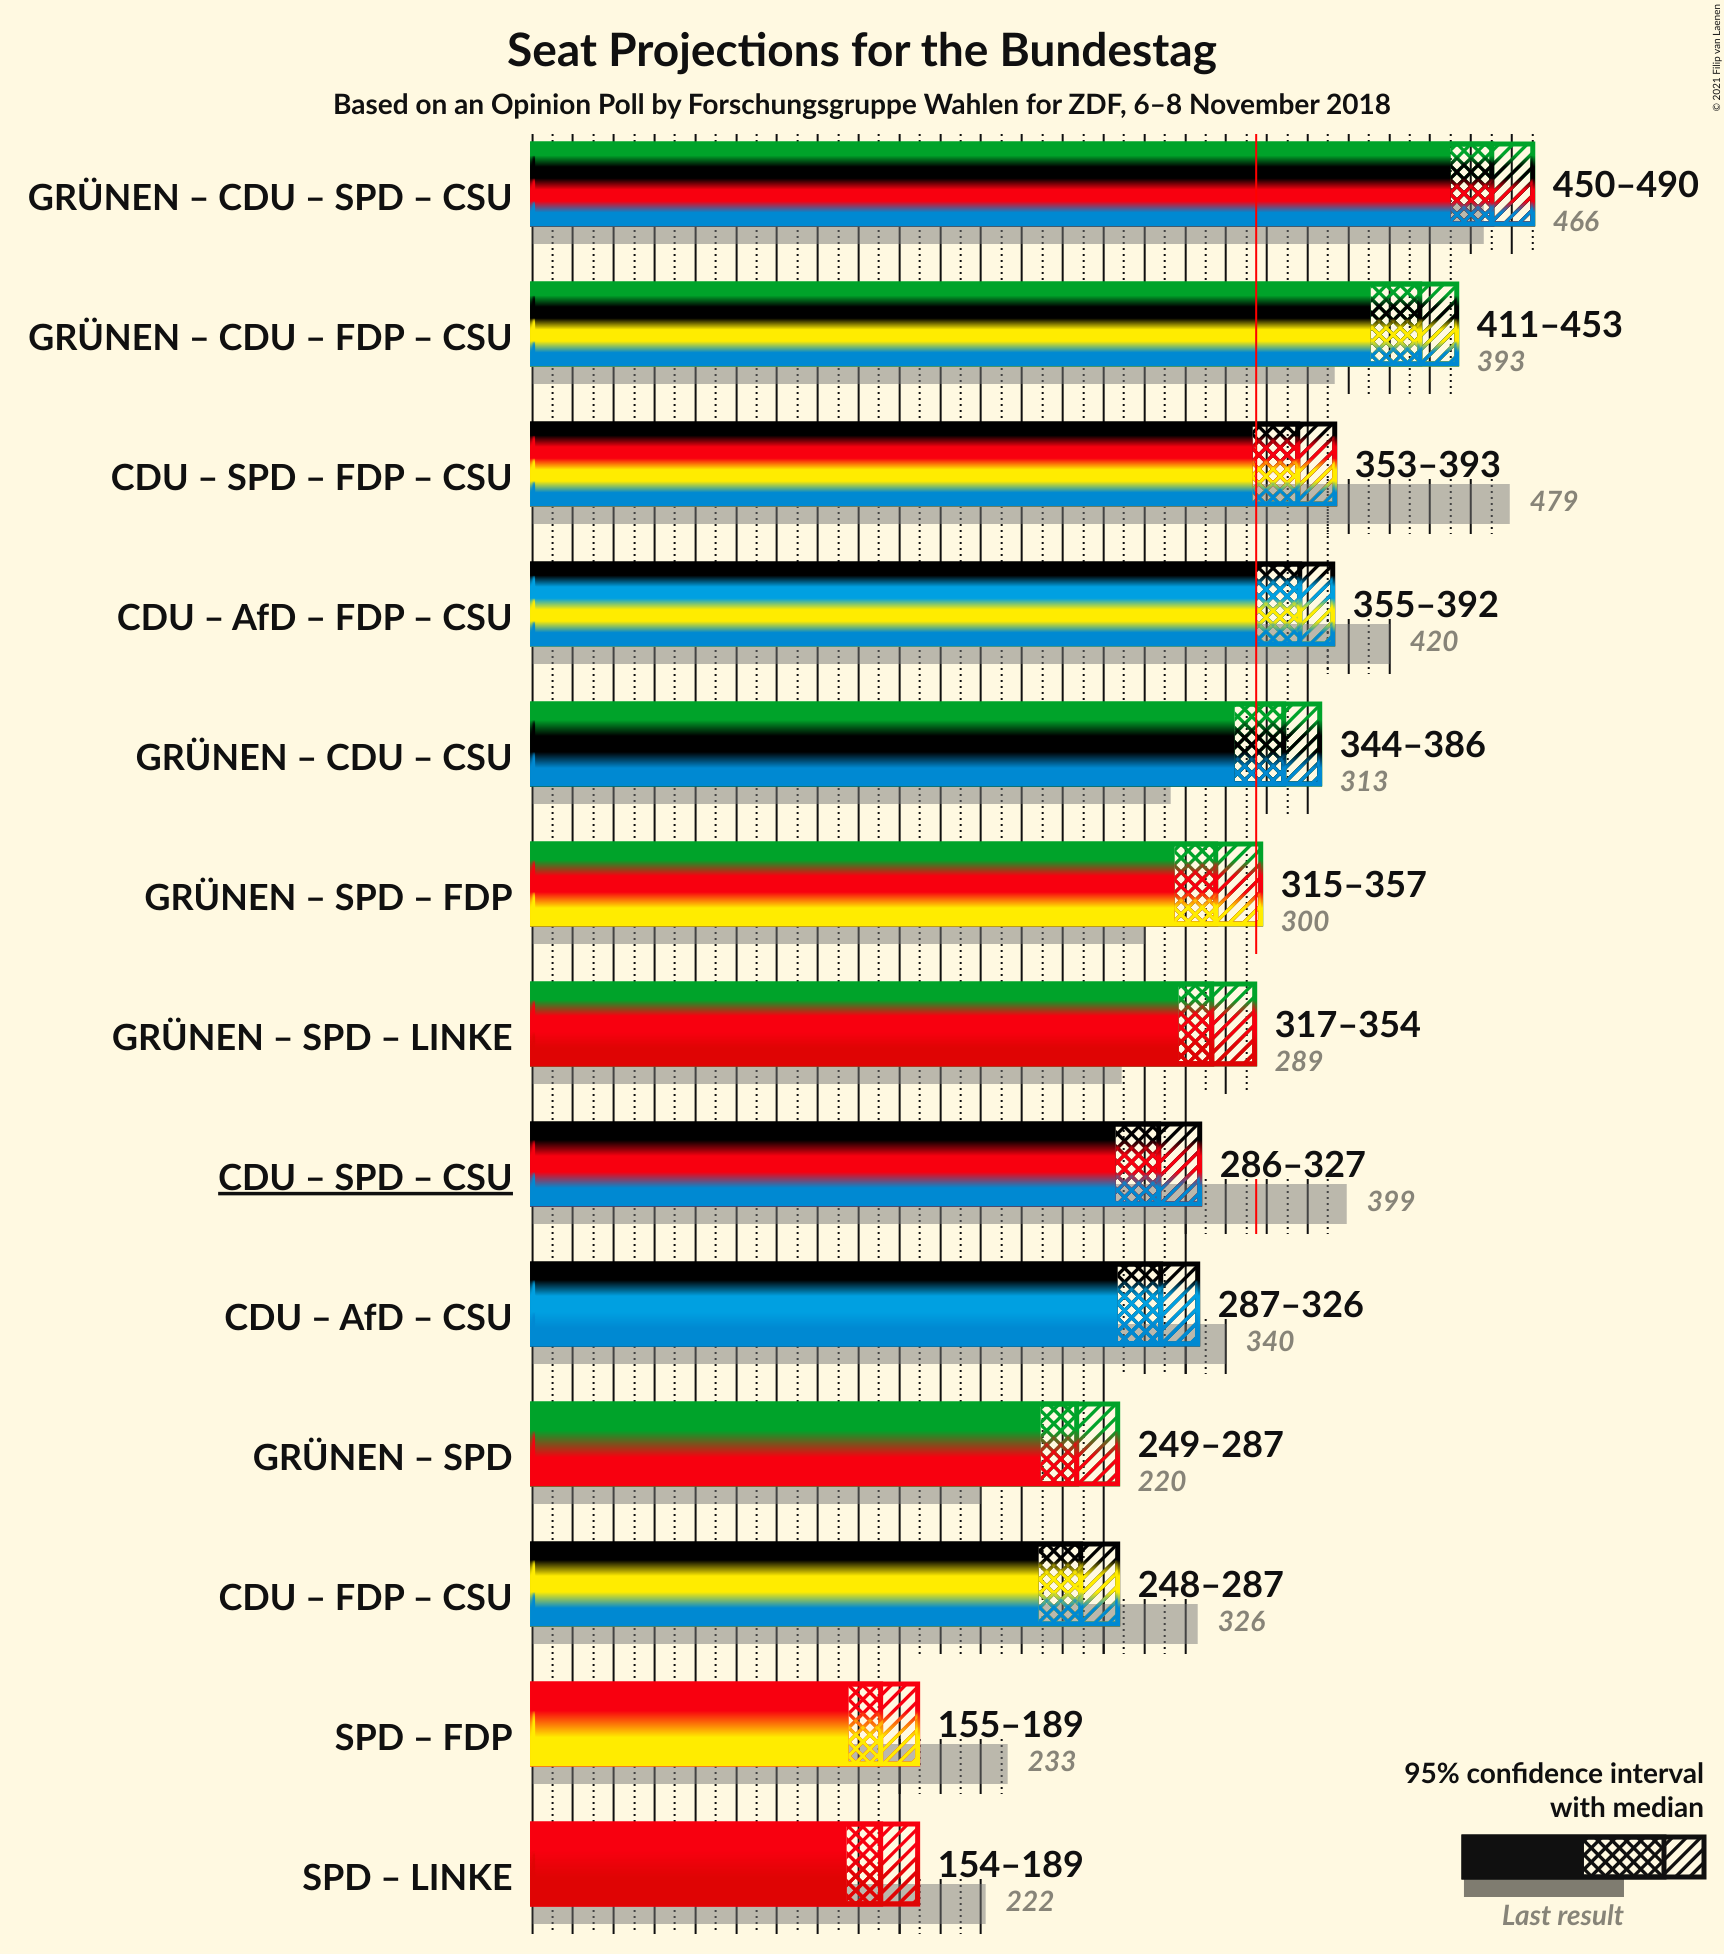 Seat Projections for the Bundestag
Based on an Opinion Poll by Forschungsgruppe Wahlen for ZDF, 6–8 November 2018
© 2021 Filip van Laenen
GRÜNEN – CDU – SPD – CSU
450–490
466
GRÜNEN – CDU – FDP – CSU
411–453
393
CDU – SPD – FDP – CSU
353–393
479
CDU – AfD – FDP – CSU
355–392
420
GRÜNEN – CDU – CSU
344–386
313
GRÜNEN – SPD – FDP
315–357
300
GRÜNEN – SPD – LINKE
317–354
289
CDU – SPD – CSU
286–327
399
CDU – AfD – CSU
287–326
340
GRÜNEN – SPD
249–287
220
CDU – FDP – CSU
248–287
326
SPD – FDP
155–189
233
SPD – LINKE
154–189
222
95% confidence interval
with median
Last result